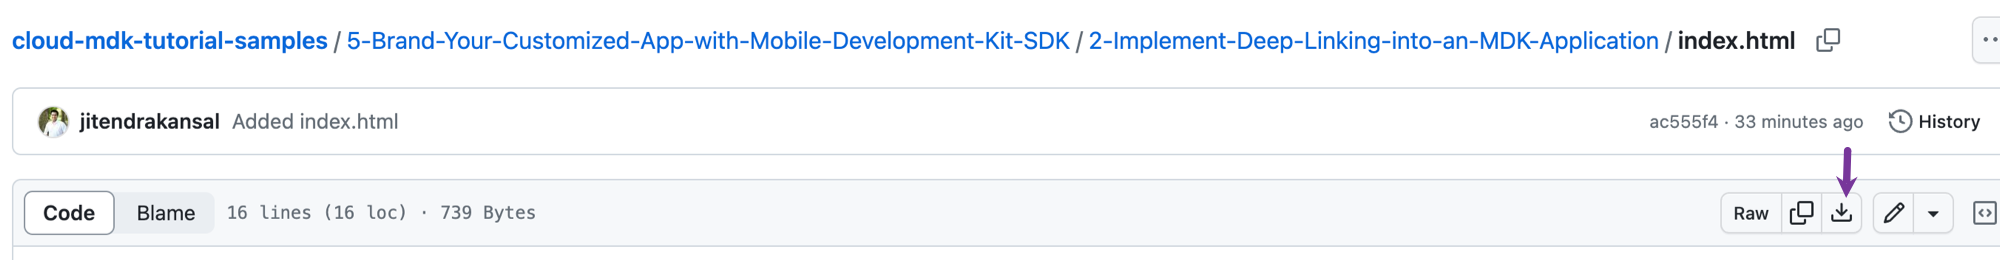 cloud-mdk-tutorial-samples / 5-Brand-Your-Customized-App-with-Mobile-Development-Kit-SDK / 2-Implement-Deep-Linking-into-an-MDK-Application / index.html
jitendrakansal Added index.html ac555f4 · 33 minutes ago History
Code Blame 16 lines (16 loc) · 739 Bytes Raw